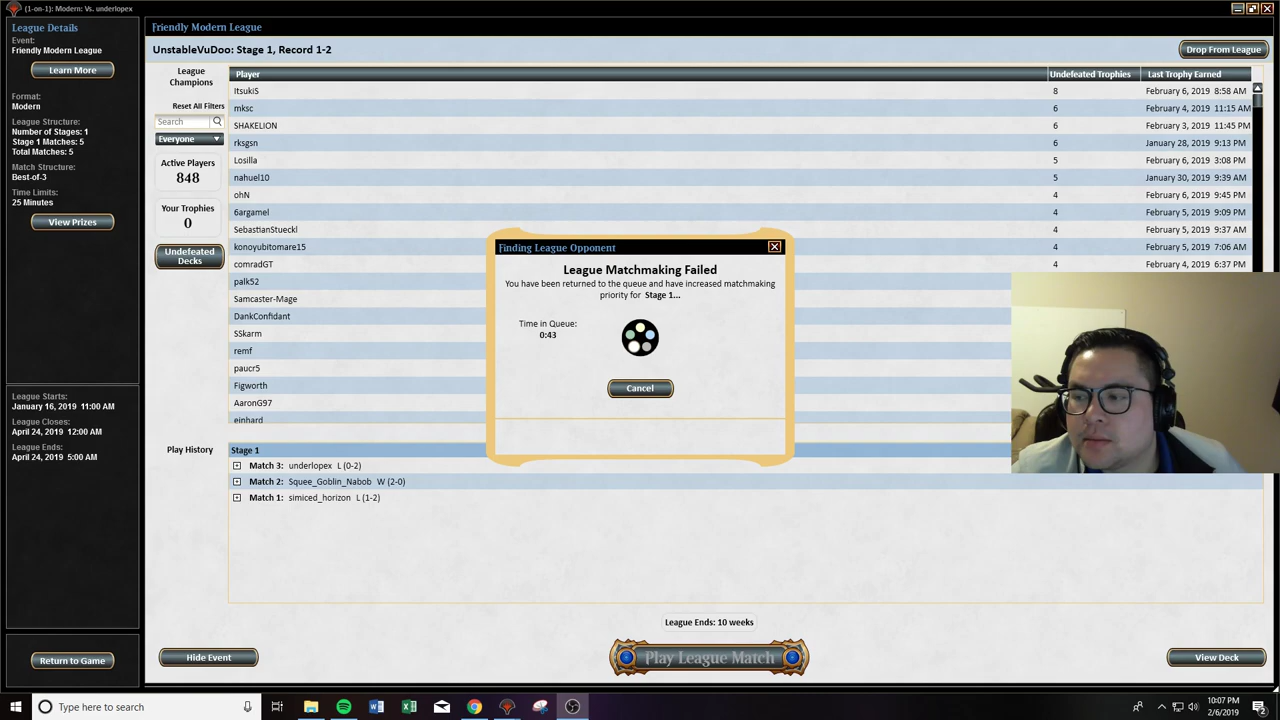 (1-on-1): Modern: Vs. underlopex
League Details
Event:
Friendly Modern League
Learn More
Format:
Modern
League Structure:
Number of Stages: 1
Stage 1 Matches: 5
Total Matches: 5
Match Structure:
Best-of-3
Time Limits:
25 Minutes
View Prizes
League Starts:
January 16, 2019 11:00 AM
League Closes:
April 24, 2019 12:00 AM
League Ends:
April 24, 2019 5:00 AM
Return to Game
Friendly Modern League
UnstableVuDoo: Stage 1, Record 1-2
Drop From League
League
Champions
Reset All Filters
Search
Everyone
Active Players
848
Your Trophies
0
Undefeated
Decks
Player Undefeated Trophies Last Trophy Earned
ItsukiS 8 February 6, 2019 8:58 AM
mksc 6 February 4, 2019 11:15 AM
SHAKELION 6 February 3, 2019 11:45 PM
rksgsn 6 January 28, 2019 9:13 PM
Losilla 5 February 6, 2019 3:08 PM
nahuel10 5 January 30, 2019 9:39 AM
ohN 4 February 6, 2019 9:45 PM
6argamel 4 February 5, 2019 9:09 PM
SebastianStueckl 4 February 5, 2019 9:37 AM
konoyubitomare15 4 February 5, 2019 7:06 AM
comradGT 4 February 4, 2019 6:37 PM
palk52
Samcaster-Mage
DankConfidant
SSkarm
remf
paucr5
Figworth
AaronG97
einhard
Finding League Opponent
League Matchmaking Failed
You have been returned to the queue and have increased matchmaking
priority for Stage 1...
Time in Queue:
0:43
Cancel
Play History
Stage 1
Match 3: underlopex L (0-2)
Match 2: Squee_Goblin_Nabob W (2-0)
Match 1: simiced_horizon L (1-2)
League Ends: 10 weeks
Hide Event
Play League Match
View Deck
Type here to search
10:07 PM
2/6/2019
2